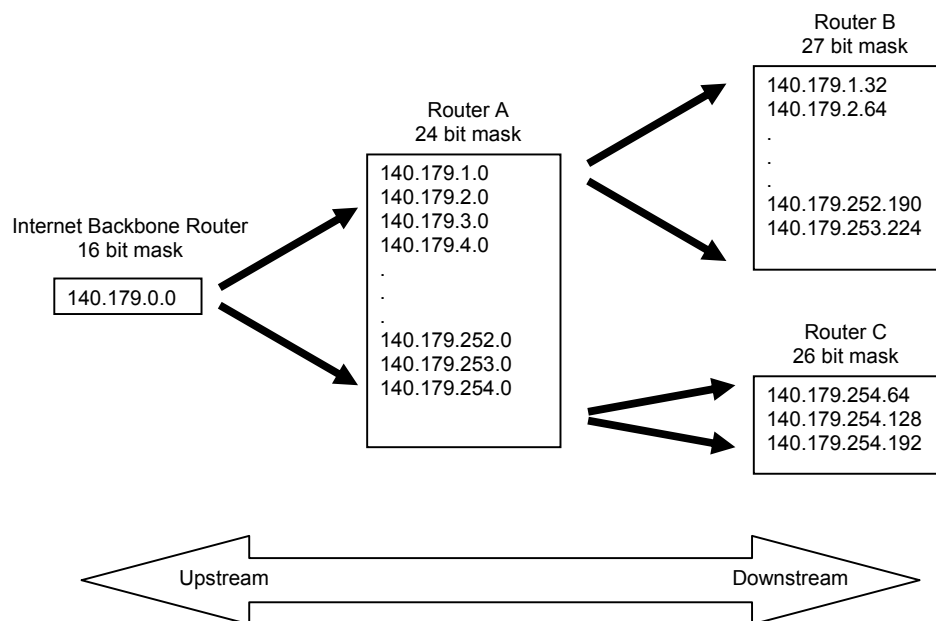 Router B
27 bit mask
140.179.1.32
140.179.2.64
.
.
.
140.179.252.190
140.179.253.224
Router A
24 bit mask
140.179.1.0
140.179.2.0
140.179.3.0
140.179.4.0
.
.
.
140.179.252.0
140.179.253.0
140.179.254.0
Internet Backbone Router
16 bit mask
140.179.0.0
Router C
26 bit mask
140.179.254.64
140.179.254.128
140.179.254.192
Upstream
Downstream